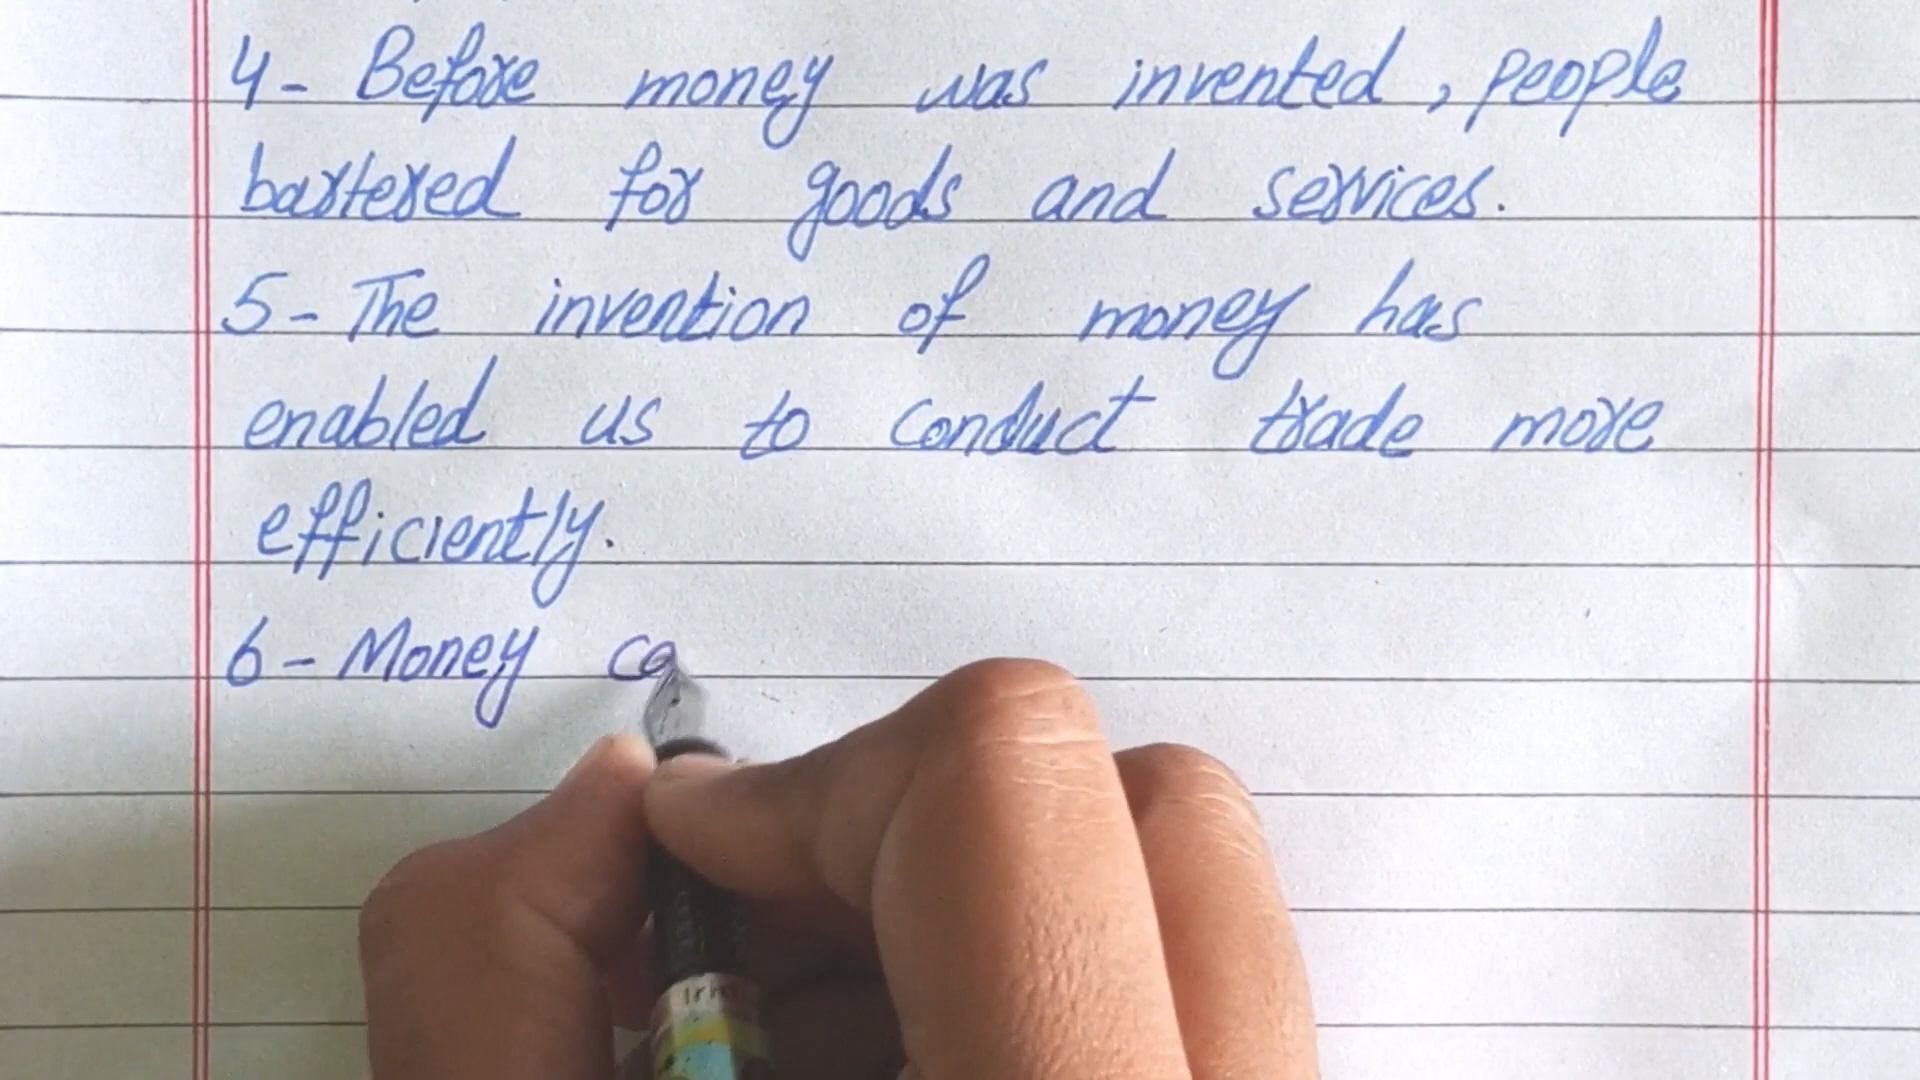 4- Before money was invented, people
bartered for goods and services.
5- The invention of money has
enabled us to conduct trade more
efficiently.
6- Money ca